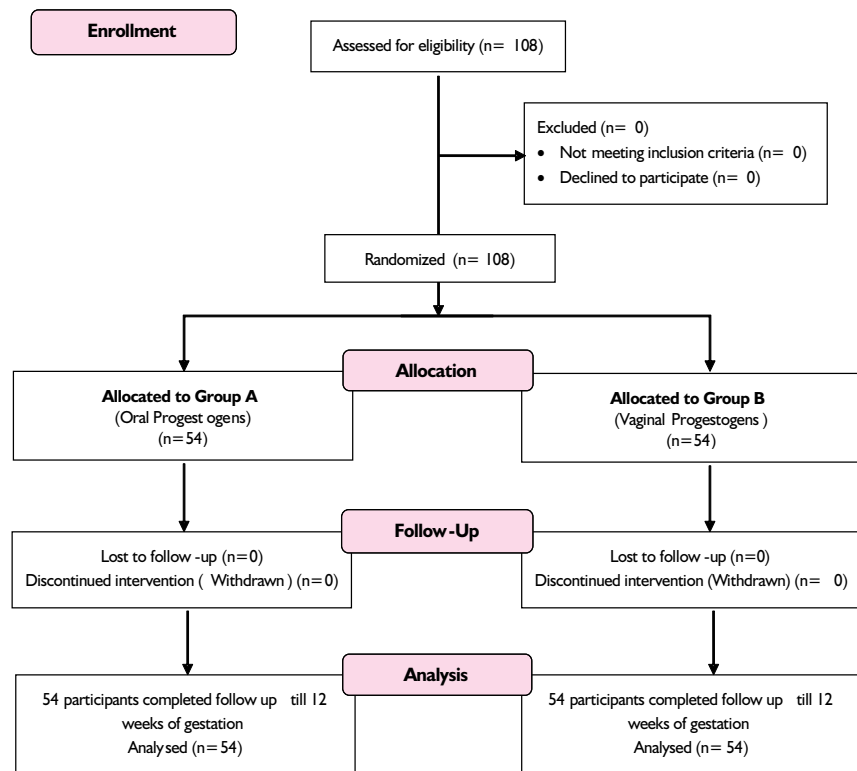 Enrollment
Assessed for eligibility (n= 108)
Excluded (n= 0)
• Not meeting inclusion criteria (n= 0)
• Declined to participate (n= 0)
Randomized (n= 108)
Allocation
Allocated to Group A
(Oral Progest ogens)
(n=54)
Allocated to Group B
(Vaginal Progestogens )
(n=54)
Follow-Up
Lost to follow -up (n=0)
Discontinued intervention ( Withdrawn ) (n=0)
Lost to follow -up (n=0)
Discontinued intervention (Withdrawn) (n= 0)
Analysis
54 participants completed follow up till 12
weeks of gestation
Analysed (n=54)
54 participants completed follow up till 12
weeks of gestation
Analysed (n= 54)